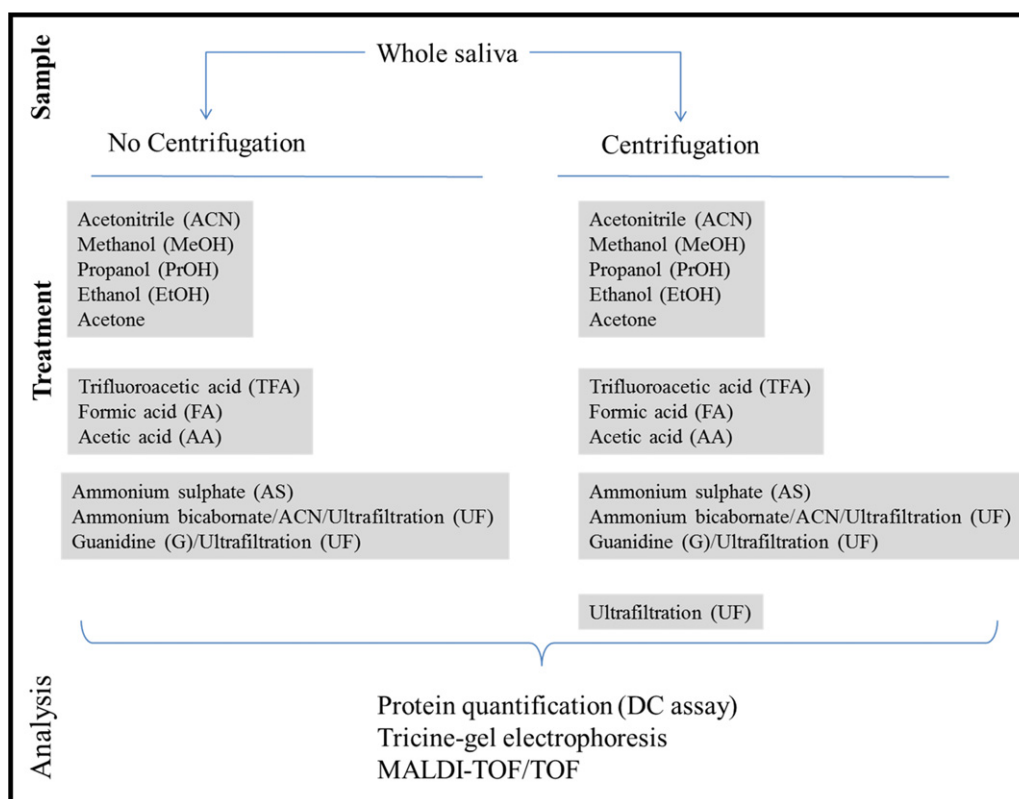 Sample
Whole saliva
No Centrifugation
Centrifugation
Treatment
Acetonitrile (ACN)
Methanol (MeOH)
Propanol (PrOH)
Ethanol (EtOH)
Acetone
Trifluoroacetic acid (TFA)
Formic acid (FA)
Acetic acid (AA)
Ammonium sulphate (AS)
Ammonium bicabornate/ACN/Ultrafiltration (UF)
Guanidine (G)/Ultrafiltration (UF)
Acetonitrile (ACN)
Methanol (MeOH)
Propanol (PrOH)
Ethanol (EtOH)
Acetone
Trifluoroacetic acid (TFA)
Formic acid (FA)
Acetic acid (AA)
Ammonium sulphate (AS)
Ammonium bicabornate/ACN/Ultrafiltration (UF)
Guanidine (G)/Ultrafiltration (UF)
Ultrafiltration (UF)
Analysis
Protein quantification (DC assay)
Tricine-gel electrophoresis
MALDI-TOF/TOF